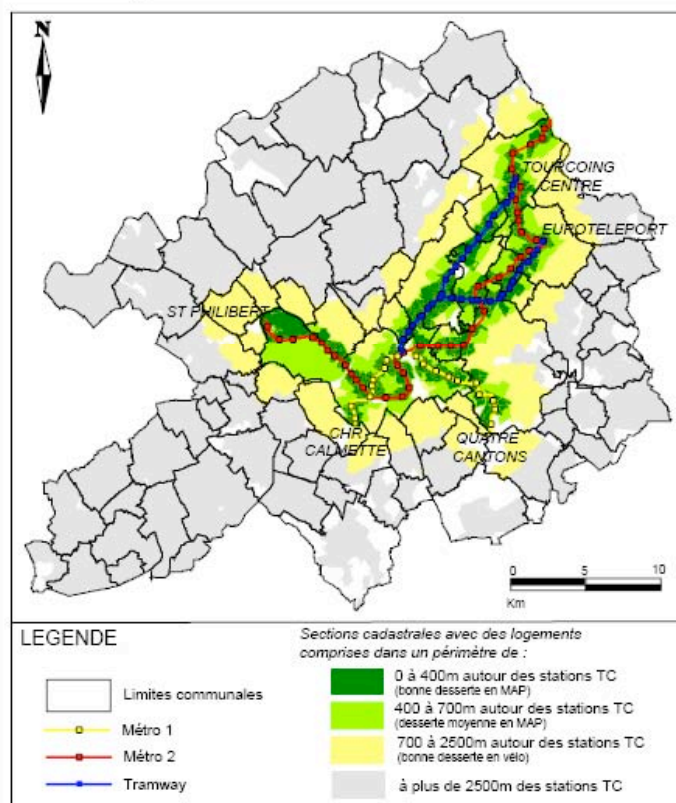 N
TOURCOING
CENTRE
EUROTELEPORT
ST PHILIBERT
CHR
CALMETTE
QUATRE
CANTONS
0 5 10
Km
LEGENDE
Limites communales
Métro 1
Métro 2
Tramway
Sections cadastrales avec des logements
comprises dans un périmètre de :
0 à 400m autour des stations TC
(bonne desserte en MAP)
400 à 700m autour des stations TC
(desserte moyenne en MAP)
700 à 2500m autour des stations TC
(bonne desserte en vélo)
à plus de 2500m des stations TC